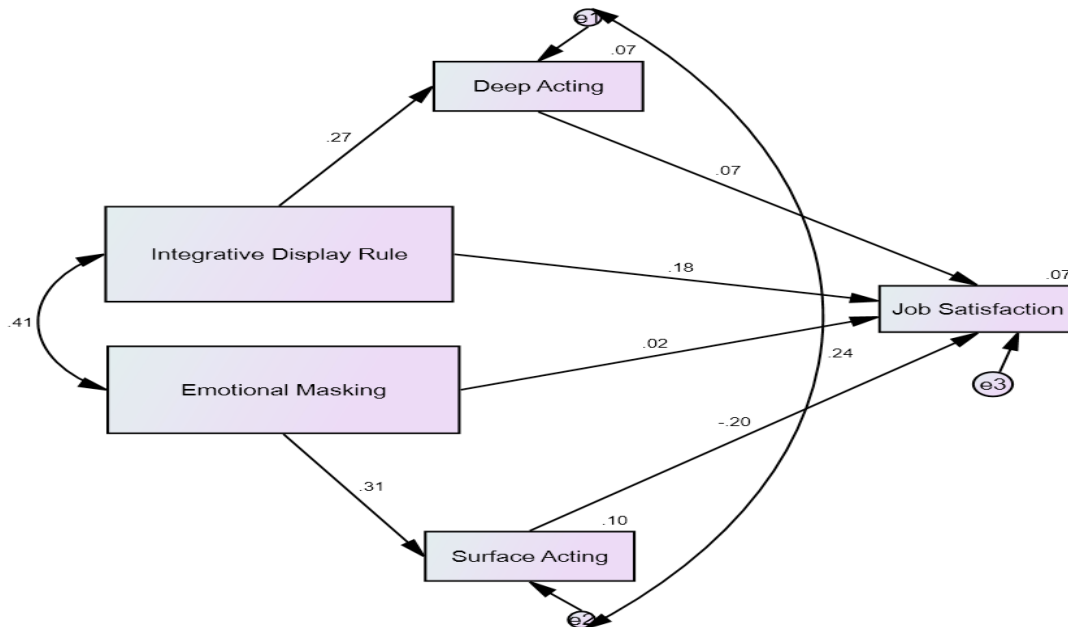 e1
.07
Deep Acting
.27
.07
Integrative Display Rule
.18
.07
Job Satisfaction
.41
.02
.24
Emotional Masking
e3
-.20
.31
.10
Surface Acting
e2